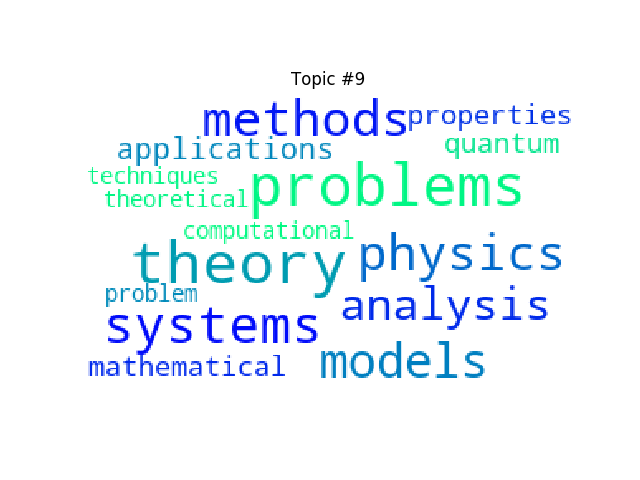 Topic #9
methods properties
applications quantum
techniques problems
theoretical
computational
theory physics
problem analysis
systems
mathematical models